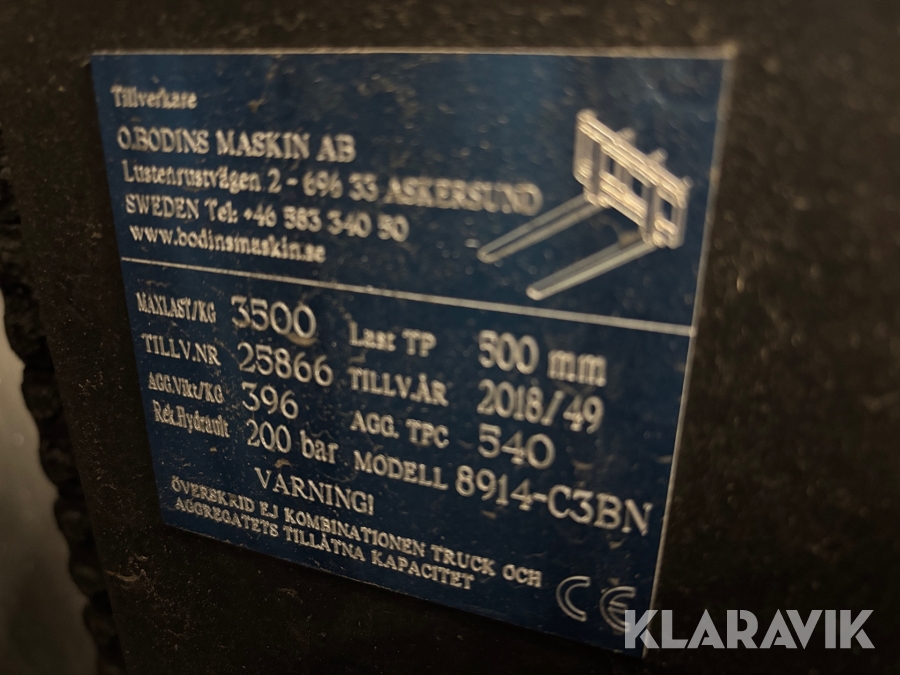 Tillverkare
O.BODINS MASKIN AB
Lustenrustvägen 2 - 696 33 ASKERSUND
SWEDEN Tel: +46 583 340 50
www.bodinsmaskin.se
MAXLAST/KG 3500 Last TP 500 mm
TILLV.NR 25866 TILLV.ÅR 2018/49
AGG.Vikt/KG 396 AGG. TPC 540
Rek.Hydrault 200 bar MODELL 8914-C3BN
VARNING!
ÖVERSKRID EJ KOMBINATIONEN TRUCK OCH
AGGREGATETS TILLÅTNA KAPACITET
CE
KLARAVIK